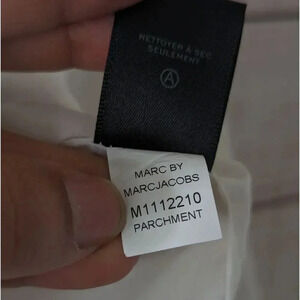 NETTOYER À SEC
SEULEMENT
A
MARC BY
MARCJACOBS
M1112210
PARCHMENT